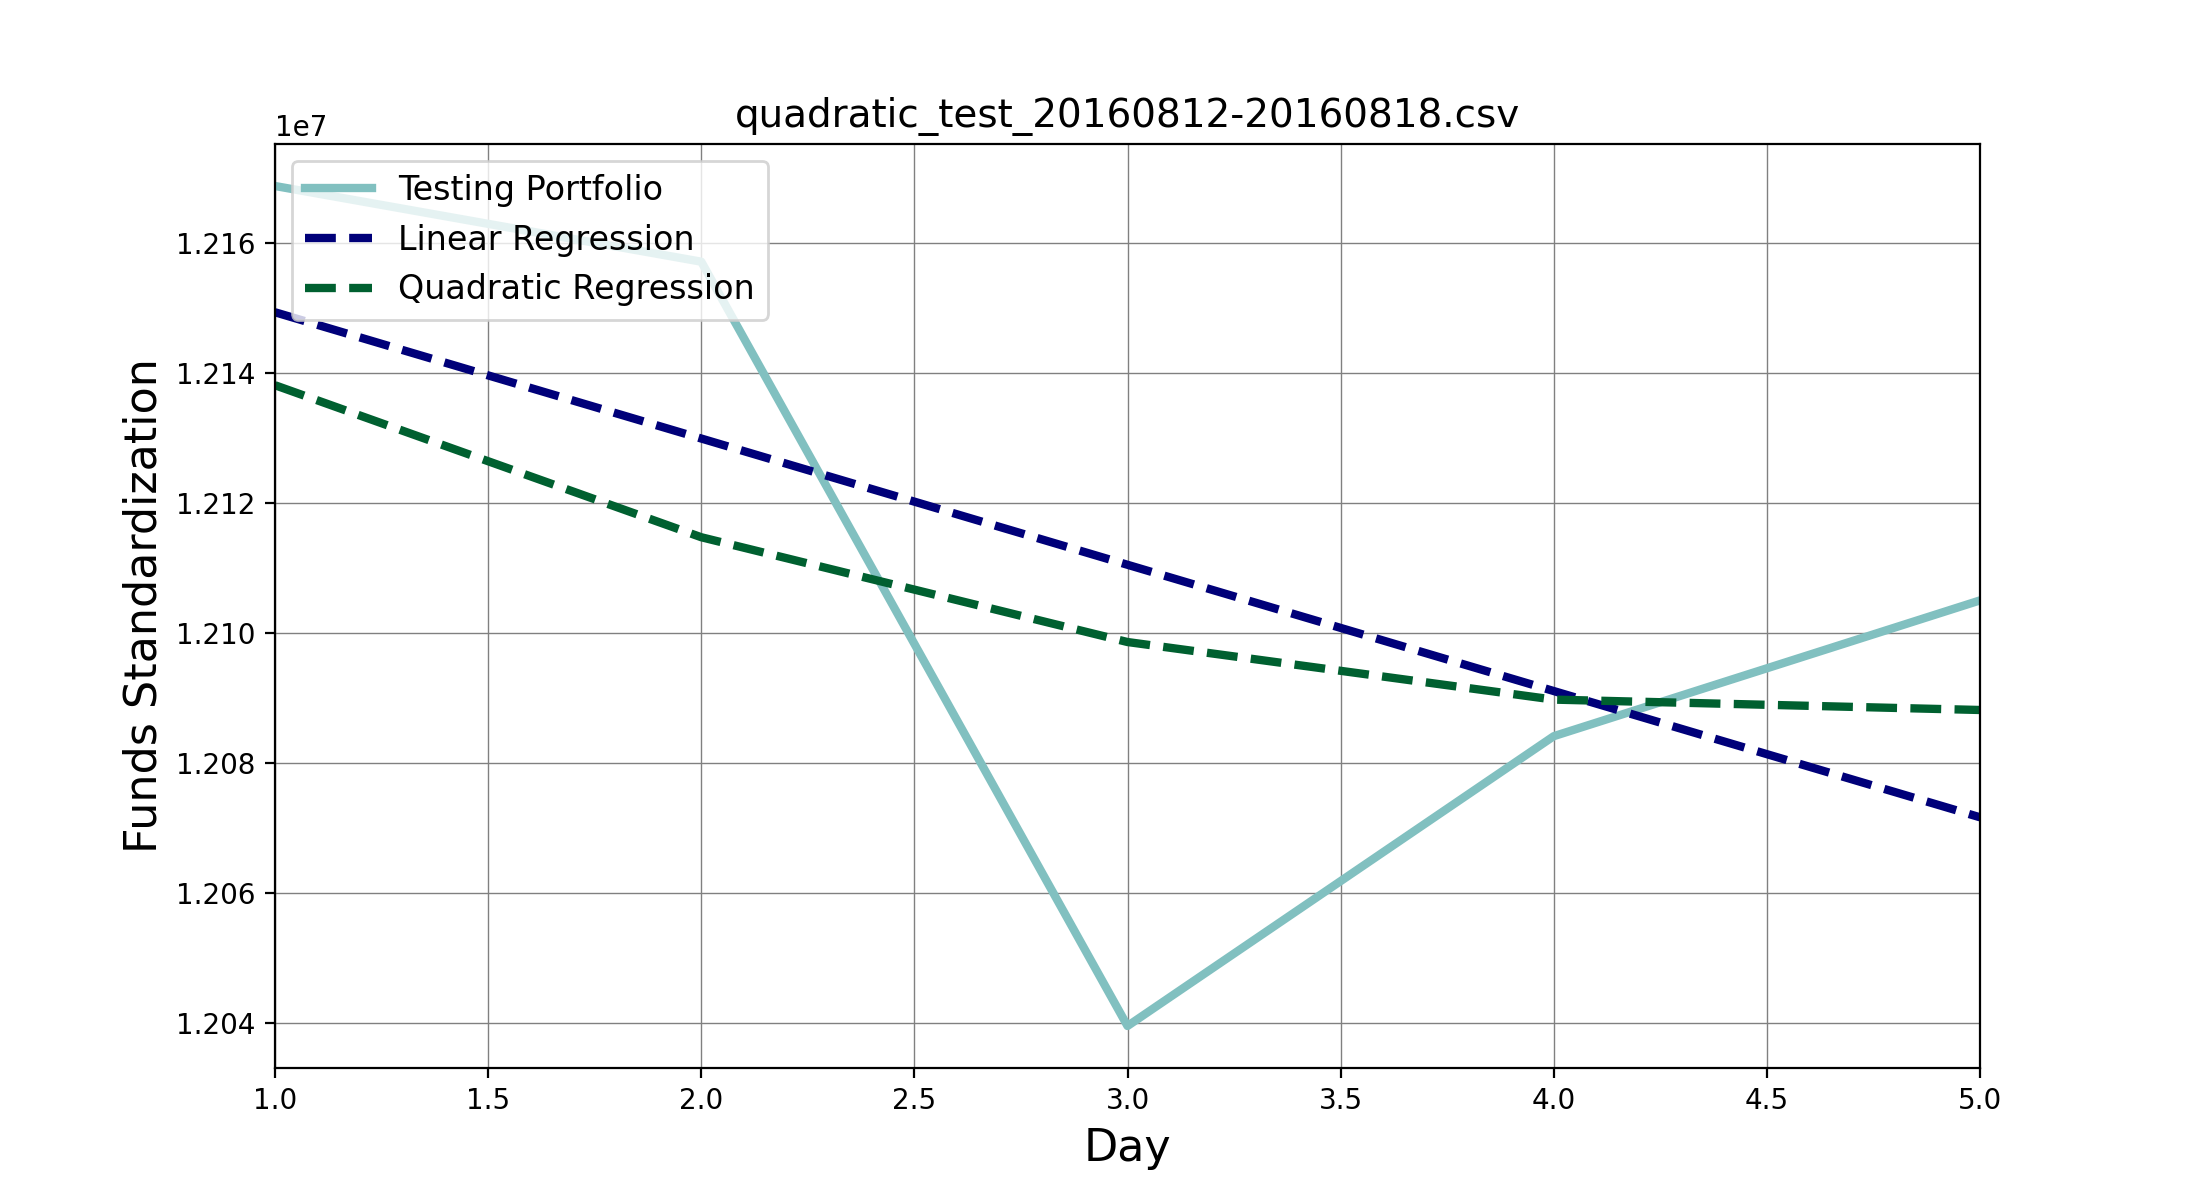 quadratic_test_20160812-20160818.csv
1e7
Testing Portfolio
Linear Regression
Quadratic Regression
1.216
1.214
1.212
1.210
1.208
1.206
1.204
Funds Standardization
1.0 1.5 2.0 2.5 3.0 3.5 4.0 4.5 5.0
Day